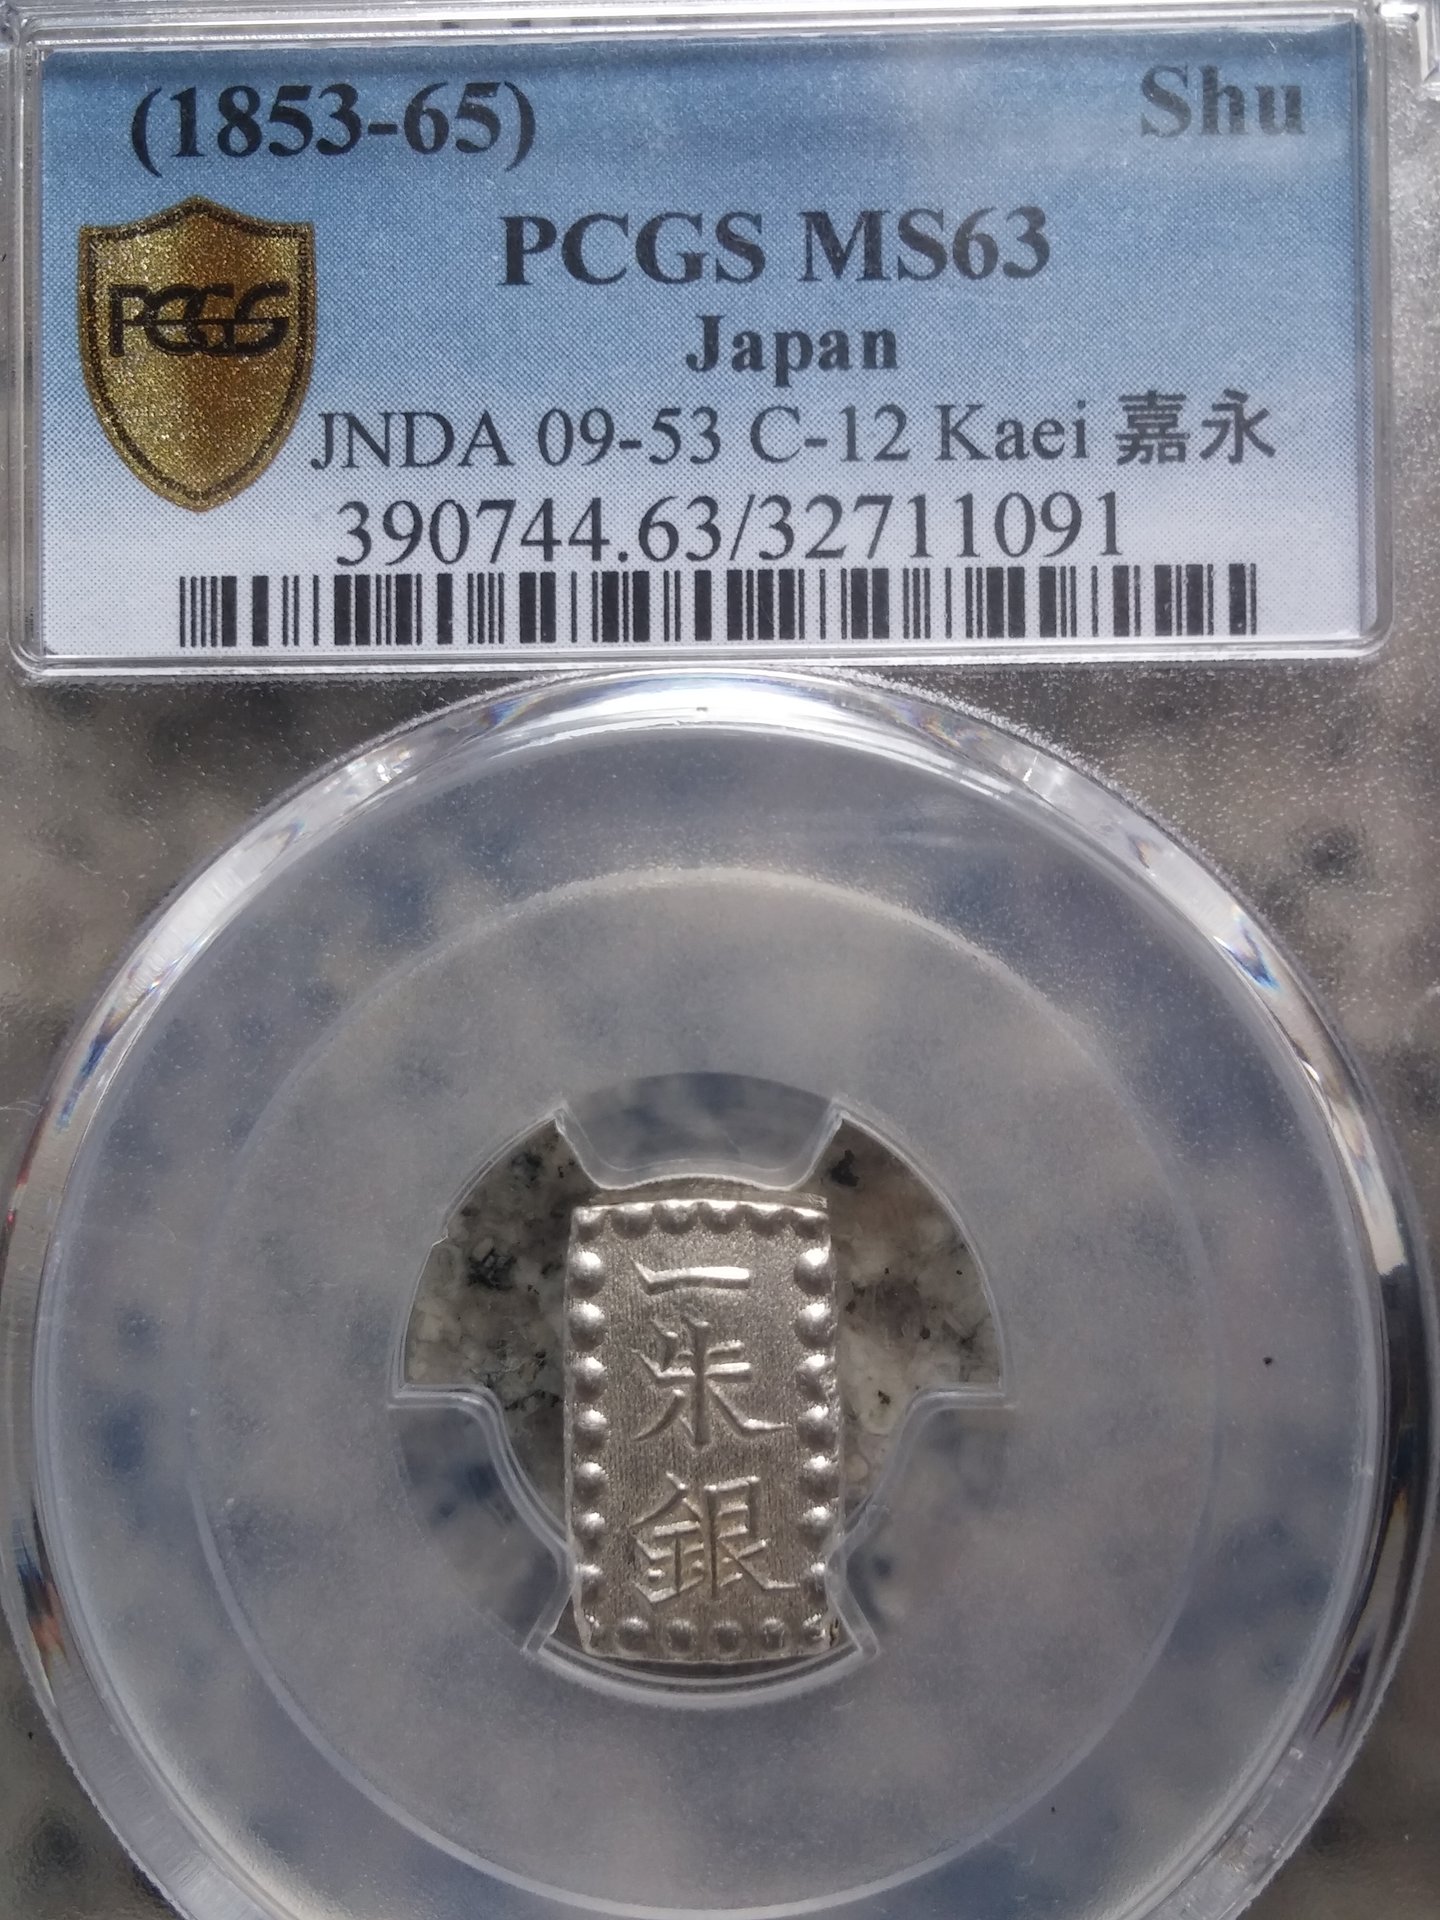 (1853-65) Shu
PCGS MS63
PCGS
Japan
JNDA 09-53 C-12 Kaei 嘉永
390744.63/32711091
一
朱
銀